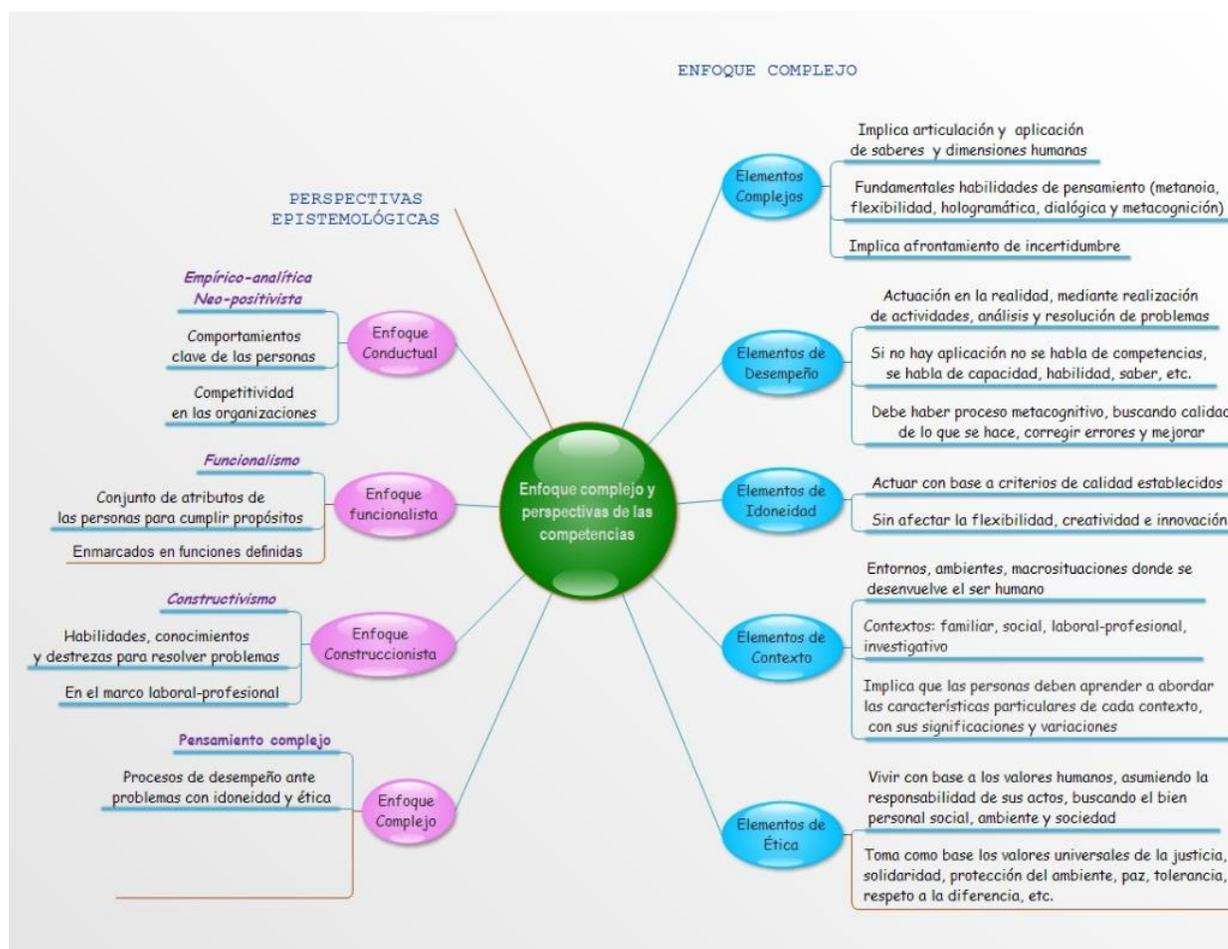 ENFOQUE COMPLEJO
PERSPECTIVAS
EPISTEMOLÓGICAS
Enfoque complejo y
perspectivas de las
competencias
Enfoque
Conductual
Empírico-analítica
Neo-positivista
Comportamientos
clave de las personas
Competitividad
en las organizaciones
Enfoque
funcionalista
Funcionalismo
Conjunto de atributos de
las personas para cumplir propósitos
Enmarcados en funciones definidas
Enfoque
Construccionista
Constructivismo
Habilidades, conocimientos
y destrezas para resolver problemas
En el marco laboral-profesional
Enfoque
Complejo
Pensamiento complejo
Procesos de desempeño ante
problemas con idoneidad y ética
Elementos
Complejos
Implica articulación y aplicación
de saberes y dimensiones humanas
Fundamentales habilidades de pensamiento (metanoia,
flexibilidad, hologramática, dialógica y metacognición)
Implica afrontamiento de incertidumbre
Elementos de
Desempeño
Actuación en la realidad, mediante realización
de actividades, análisis y resolución de problemas
Si no hay aplicación no se habla de competencias,
se habla de capacidad, habilidad, saber, etc.
Debe haber proceso metacognitivo, buscando calidad
de lo que se hace, corregir errores y mejorar
Elementos de
Idoneidad
Actuar con base a criterios de calidad establecidos
Sin afectar la flexibilidad, creatividad e innovación
Elementos de
Contexto
Entornos, ambientes, macrosituaciones donde se
desenvuelve el ser humano
Contextos: familiar, social, laboral-profesional,
investigativo
Implica que las personas deben aprender a abordar
las características particulares de cada contexto,
con sus significaciones y variaciones
Elementos de
Ética
Vivir con base a los valores humanos, asumiendo la
responsabilidad de sus actos, buscando el bien
personal social, ambiente y sociedad
Toma como base los valores universales de la justicia,
solidaridad, protección del ambiente, paz, tolerancia,
respeto a la diferencia, etc.